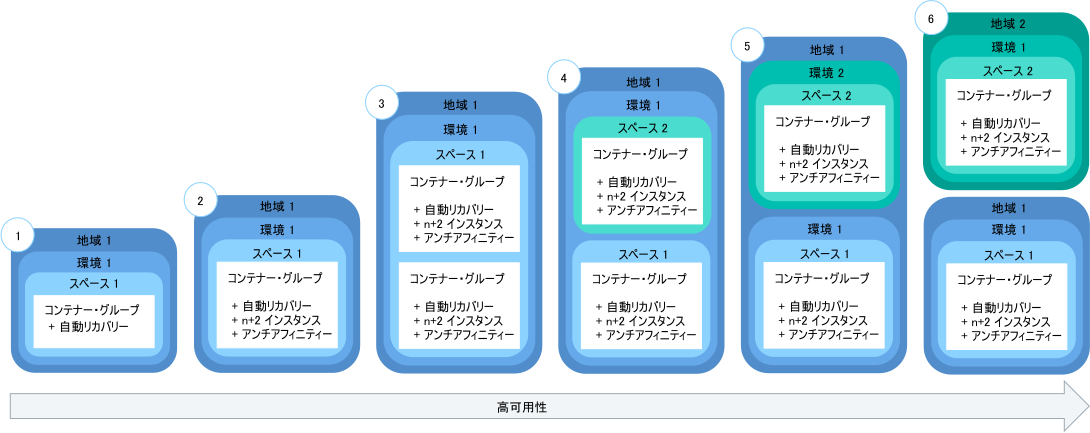 1
地域 1
環境 1
スペース 1
コンテナー・グループ
+ 自動リカバリー
2
地域 1
環境 1
スペース 1
コンテナー・グループ
+ 自動リカバリー
+ n+2 インスタンス
+ アンチアフィニティー
3
地域 1
環境 1
スペース 1
コンテナー・グループ
+ 自動リカバリー
+ n+2 インスタンス
+ アンチアフィニティー
コンテナー・グループ
+ 自動リカバリー
+ n+2 インスタンス
+ アンチアフィニティー
4
地域 1
環境 1
スペース 2
コンテナー・グループ
+ 自動リカバリー
+ n+2 インスタンス
+ アンチアフィニティー
スペース 1
コンテナー・グループ
+ 自動リカバリー
+ n+2 インスタンス
+ アンチアフィニティー
5
地域 1
環境 2
スペース 2
コンテナー・グループ
+ 自動リカバリー
+ n+2 インスタンス
+ アンチアフィニティー
環境 1
スペース 1
コンテナー・グループ
+ 自動リカバリー
+ n+2 インスタンス
+ アンチアフィニティー
6
地域 2
環境 1
スペース 2
コンテナー・グループ
+ 自動リカバリー
+ n+2 インスタンス
+ アンチアフィニティー
地域 1
環境 1
スペース 1
コンテナー・グループ
+ 自動リカバリー
+ n+2 インスタンス
+ アンチアフィニティー
高可用性